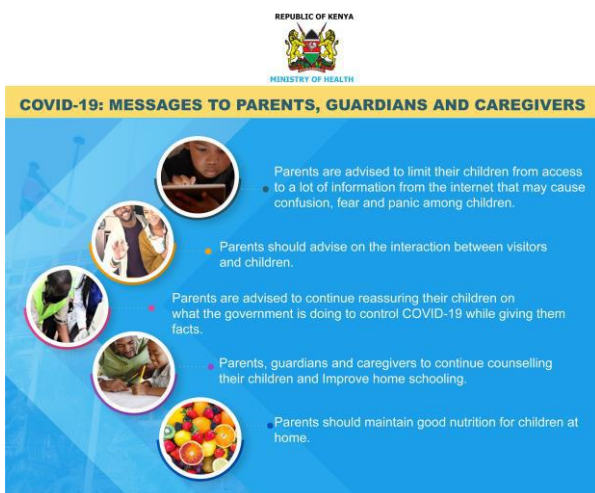 REPUBLIC OF KENYA
MINISTRY OF HEALTH
COVID-19: MESSAGES TO PARENTS, GUARDIANS AND CAREGIVERS
Parents are advised to limit their children from access
to a lot of information from the internet that may cause
confusion, fear and panic among children.
Parents should advise on the interaction between visitors
and children.
Parents are advised to continue reassuring their children on
what the government is doing to control COVID-19 while giving them
facts.
Parents, guardians and caregivers to continue counselling
their children and Improve home schooling.
Parents should maintain good nutrition for children at
home.